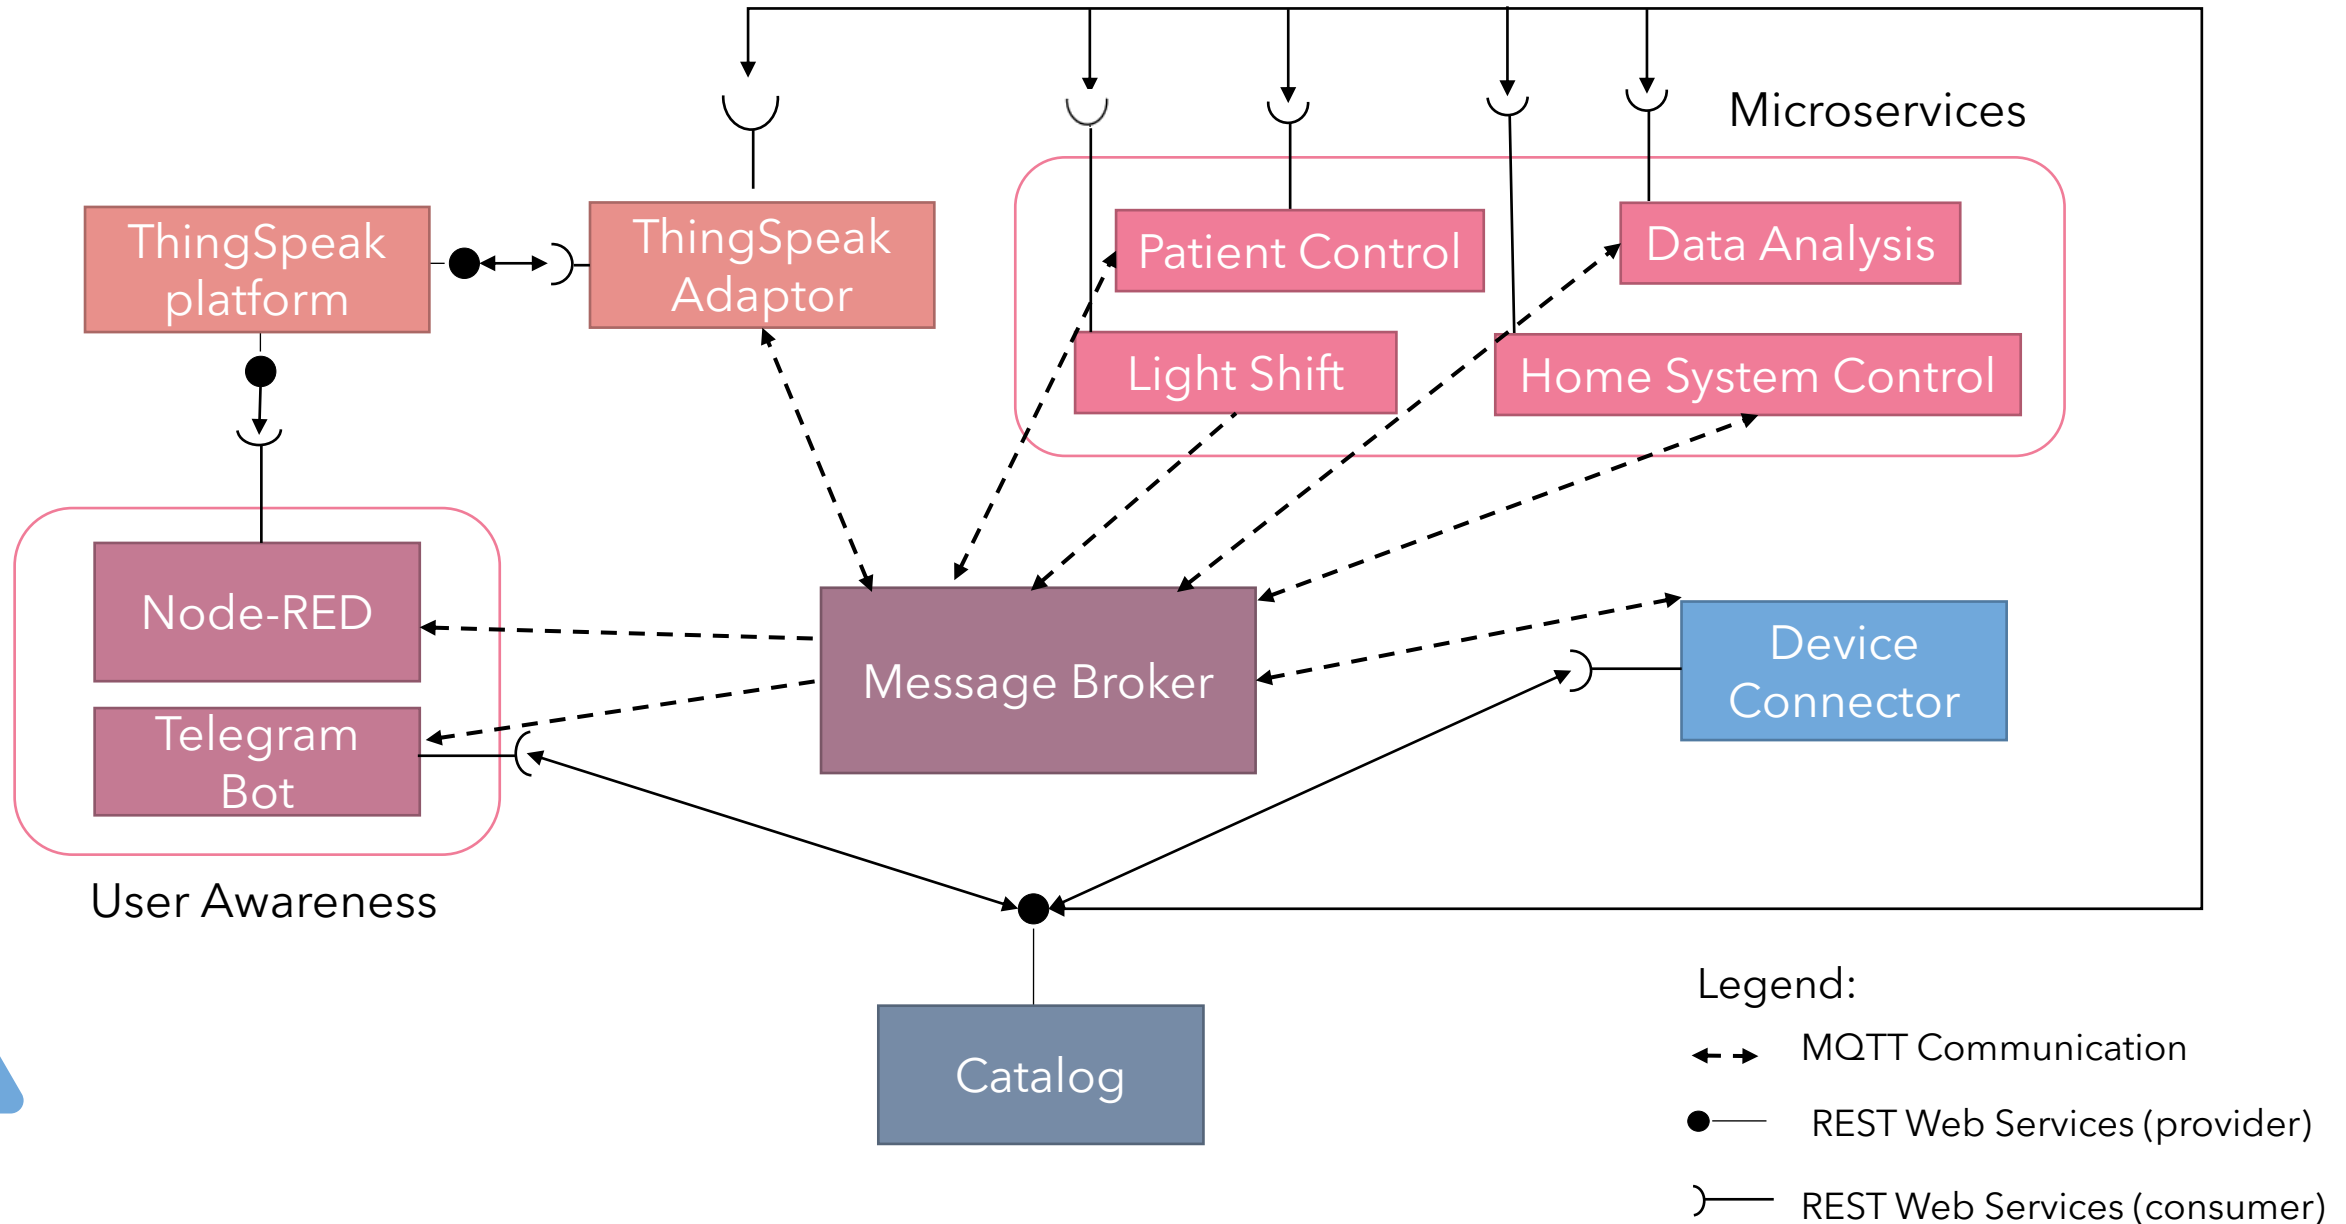 Microservices
ThingSpeak
platform
ThingSpeak
Adaptor
Patient Control
Data Analysis
Light Shift
Home System Control
Node-RED
Telegram
Bot
User Awareness
Message Broker
Device
Connector
Catalog
Legend:
MQTT Communication
REST Web Services (provider)
REST Web Services (consumer)